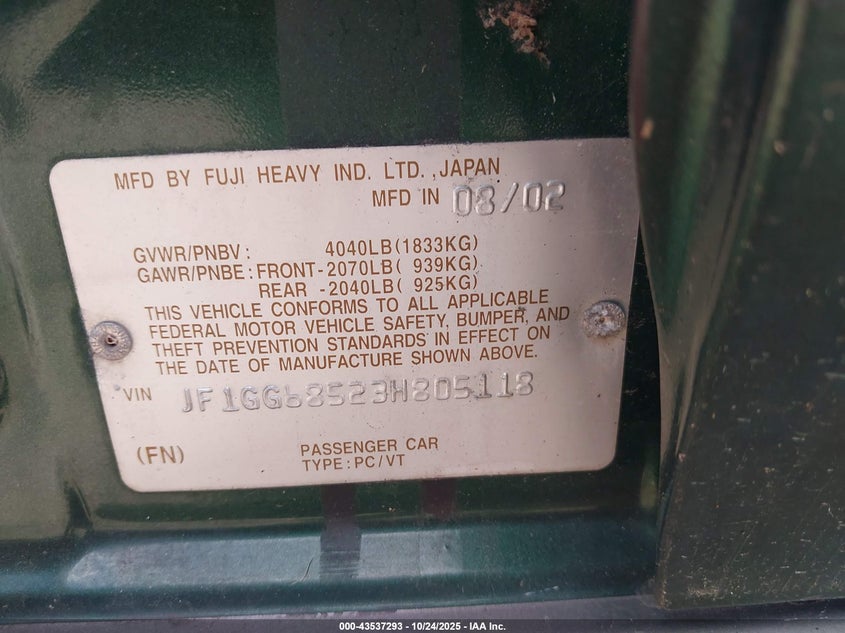 MFD BY FUJI HEAVY IND. LTD., JAPAN
MFD IN 08/02
GVWR/PNBV: 4040LB(1833KG)
GAWR/PNBE: FRONT-2070LB( 939KG)
REAR -2040LB( 925KG)
THIS VEHICLE CONFORMS TO ALL APPLICABLE
FEDERAL MOTOR VEHICLE SAFETY, BUMPER, AND
THEFT PREVENTION STANDARDS IN EFFECT ON
THE DATE OF MANUFACTURE SHOWN ABOVE.
VIN JF1GG68523H805118
(FN) PASSENGER CAR
TYPE: PC/VT
000-43537293 - 10/24/2025 - IAA Inc.